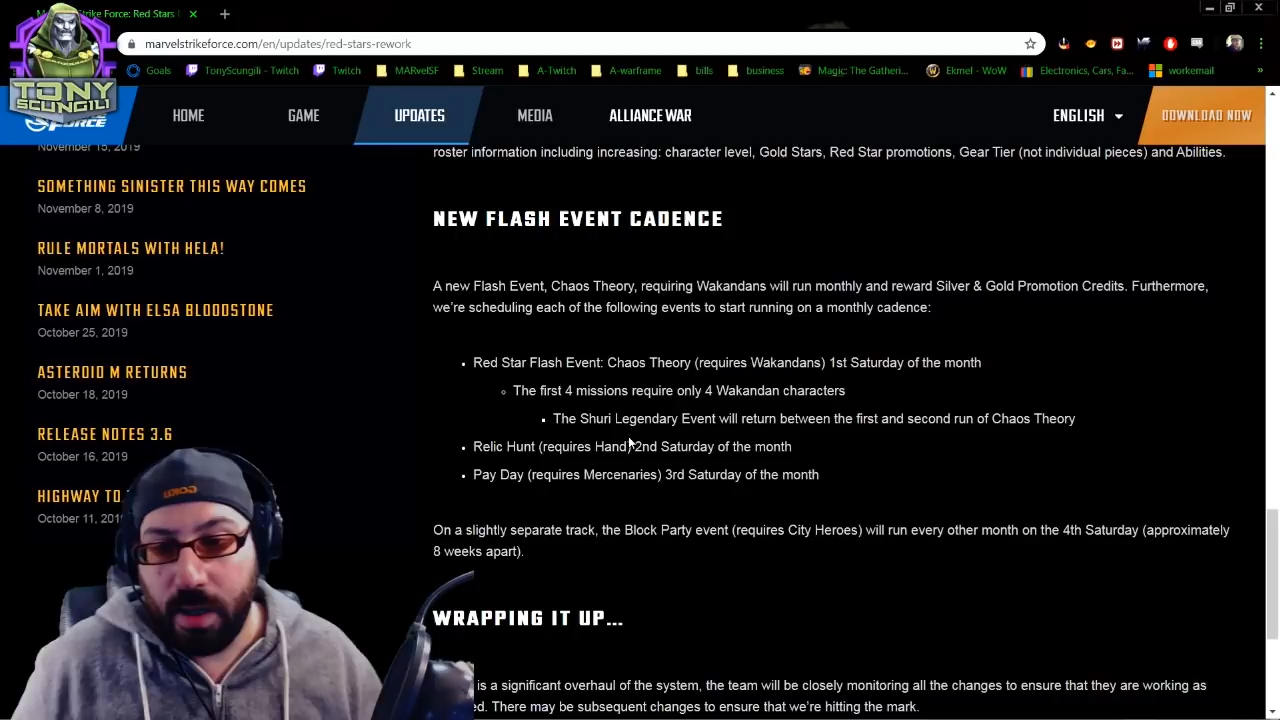 Strike Force: Red Stars
marvelstrikeforce.com/en/updates/red-stars-rework
Goals
TonyScungili - Twitch
Twitch
MARvelSF
Stream
A-Twitch
A-warframe
bills
business
Magic: The Gatheri...
Ekmel - WoW
Electronics, Cars, Fa...
workemail
»
TONY
SCUNGILI
FORCE
HOME
GAME
UPDATES
MEDIA
ALLIANCE WAR
ENGLISH
DOWNLOAD NOW
November 15, 2019
SOMETHING SINISTER THIS WAY COMES
November 8, 2019
RULE MORTALS WITH HELA!
November 1, 2019
TAKE AIM WITH ELSA BLOODSTONE
October 25, 2019
ASTEROID M RETURNS
October 18, 2019
RELEASE NOTES 3.6
October 16, 2019
HIGHWAY TO
October 11, 201
roster information including increasing: character level, Gold Stars, Red Star promotions, Gear Tier (not individual pieces) and Abilities.
NEW FLASH EVENT CADENCE
A new Flash Event, Chaos Theory, requiring Wakandans will run monthly and reward Silver & Gold Promotion Credits. Furthermore,
we're scheduling each of the following events to start running on a monthly cadence:
Red Star Flash Event: Chaos Theory (requires Wakandans) 1st Saturday of the month
The first 4 missions require only 4 Wakandan characters
The Shuri Legendary Event will return between the first and second run of Chaos Theory
Relic Hunt (requires Hand) 2nd Saturday of the month
Pay Day (requires Mercenaries) 3rd Saturday of the month
On a slightly separate track, the Block Party event (requires City Heroes) will run every other month on the 4th Saturday (approximately
8 weeks apart).
WRAPPING IT UP...
is a significant overhaul of the system, the team will be closely monitoring all the changes to ensure that they are working as
ed. There may be subsequent changes to ensure that we're hitting the mark.